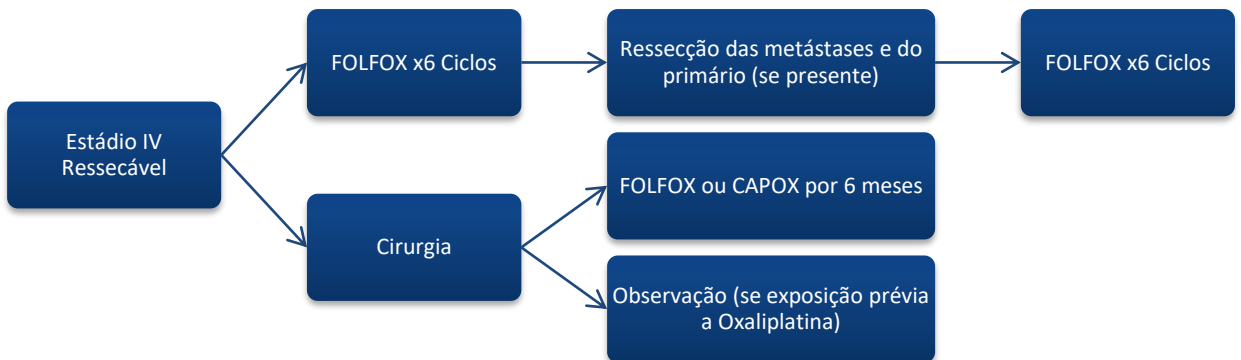 Estádio IV
Ressecável
FOLFOX x6 Ciclos
Ressecção das metástases e do
primário (se presente)
FOLFOX x6 Ciclos
Cirurgia
FOLFOX ou CAPOX por 6 meses
Observação (se exposição prévia
a Oxaliplatina)